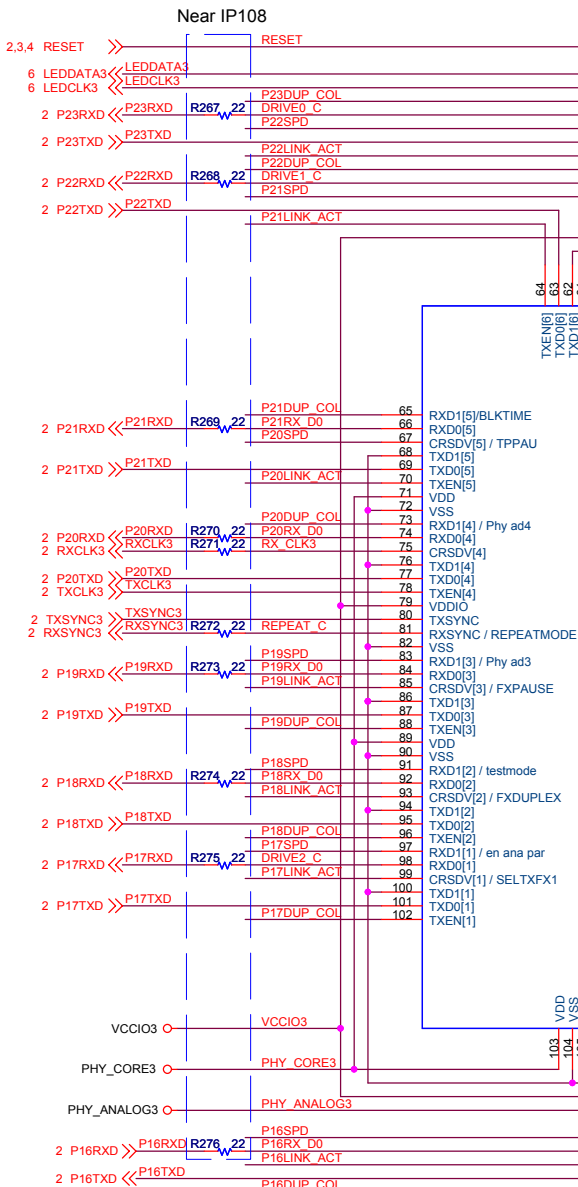 Near IP108
2,3,4 RESET RESET
6 LEDDATA3 LEDDATA3
6 LEDCLK3 LEDCLK3
P23DUP_COL
2 P23RXD P23RXD R267 22 DRIVE0_C
P22SPD
2 P23TXD P23TXD
P22LINK_ACT
P22DUP_COL
2 P22RXD P22RXD R268 22 DRIVE1_C
P21SPD
2 P22TXD P22TXD
P21LINK_ACT
64 63 62
TXEN[6] TXD0[6] TXD1[6]
P21DUP_COL 65 RXD1[5]/BLKTIME
2 P21RXD P21RXD R269 22 P21RX_D0 66 RXD0[5]
P20SPD 67 CRSDV[5] / TPPAU
68 TXD1[5]
2 P21TXD P21TXD 69 TXD0[5]
P20LINK_ACT 70 TXEN[5]
71 VDD
72 VSS
P20DUP_COL 73 RXD1[4] / Phy ad4
2 P20RXD P20RXD R270 22 P20RX_D0 74 RXD0[4]
2 RXCLK3 RXCLK3 R271 22 RX_CLK3 75 CRSDV[4]
76 TXD1[4]
2 P20TXD P20TXD 77 TXD0[4]
2 TXCLK3 TXCLK3 78 TXEN[4]
79 VDDIO
2 TXSYNC3 TXSYNC3 80 TXSYNC
2 RXSYNC3 RXSYNC3 R272 22 REPEAT_C 81 RXSYNC / REPEATMODE
82 VSS
P19SPD 83 RXD1[3] / Phy ad3
2 P19RXD P19RXD R273 22 P19RX_D0 84 RXD0[3]
P19LINK_ACT 85 CRSDV[3] / FXPAUSE
86 TXD1[3]
2 P19TXD P19TXD 87 TXD0[3]
P19DUP_COL 88 TXEN[3]
89 VDD
90 VSS
P18SPD 91 RXD1[2] / testmode
2 P18RXD P18RXD R274 22 P18RX_D0 92 RXD0[2]
P18LINK_ACT 93 CRSDV[2] / FXDUPLEX
94 TXD1[2]
2 P18TXD P18TXD 95 TXD0[2]
P18DUP_COL 96 TXEN[2]
P17SPD 97 RXD1[1] / en ana par
2 P17RXD P17RXD R275 22 DRIVE2_C 98 RXD0[1]
P17LINK_ACT 99 CRSDV[1] / SELTXFX1
100 TXD1[1]
2 P17TXD P17TXD 101 TXD0[1]
P17DUP_COL 102 TXEN[1]
VDD VSS
103 104
VCCIO3 VCCIO3
PHY_CORE3 PHY_CORE3
PHY_ANALOG3 PHY_ANALOG3
P16SPD
2 P16RXD P16RXD R276 22 P16RX_D0
P16LINK_ACT
2 P16TXD P16TXD
P16DUP_COL